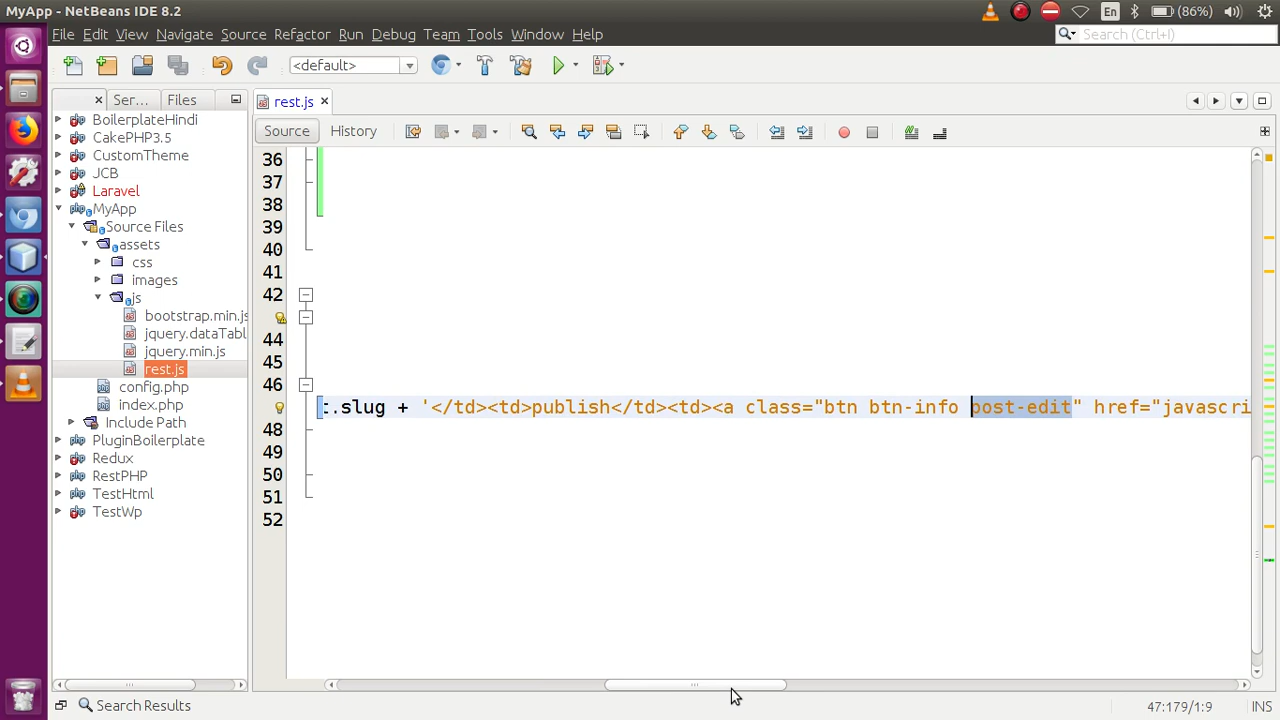 MyApp - NetBeans IDE 8.2
En
(86%)
File Edit View Navigate Source Refactor Run Debug Team Tools Window Help
Search (Ctrl+I)
<default>
Ser... Files
rest.js
Source History
BoilerplateHindi
CakePHP3.5
CustomTheme
JCB
Laravel
MyApp
Source Files
assets
css
images
js
bootstrap.min.js
jquery.dataTabl
jquery.min.js
rest.js
config.php
index.php
Include Path
PluginBoilerplate
Redux
RestPHP
TestHtml
TestWp
36
37
38
39
40
41
42
44
45
46
t.slug + '</td><td>publish</td><td><a class="btn btn-info post-edit" href="javascri
48
49
50
51
52
Search Results
47:179/1:9
INS